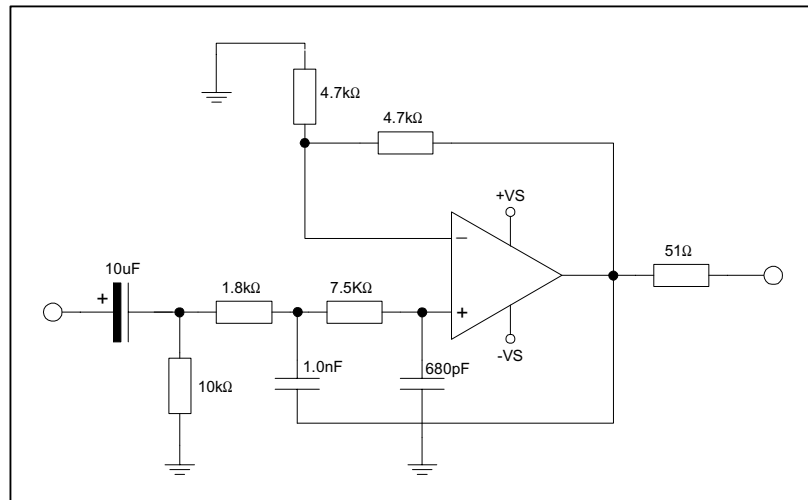 4.7kΩ
4.7kΩ
+VS
−
51Ω
10uF
+
1.8kΩ
7.5KΩ
+
-VS
1.0nF
680pF
10kΩ